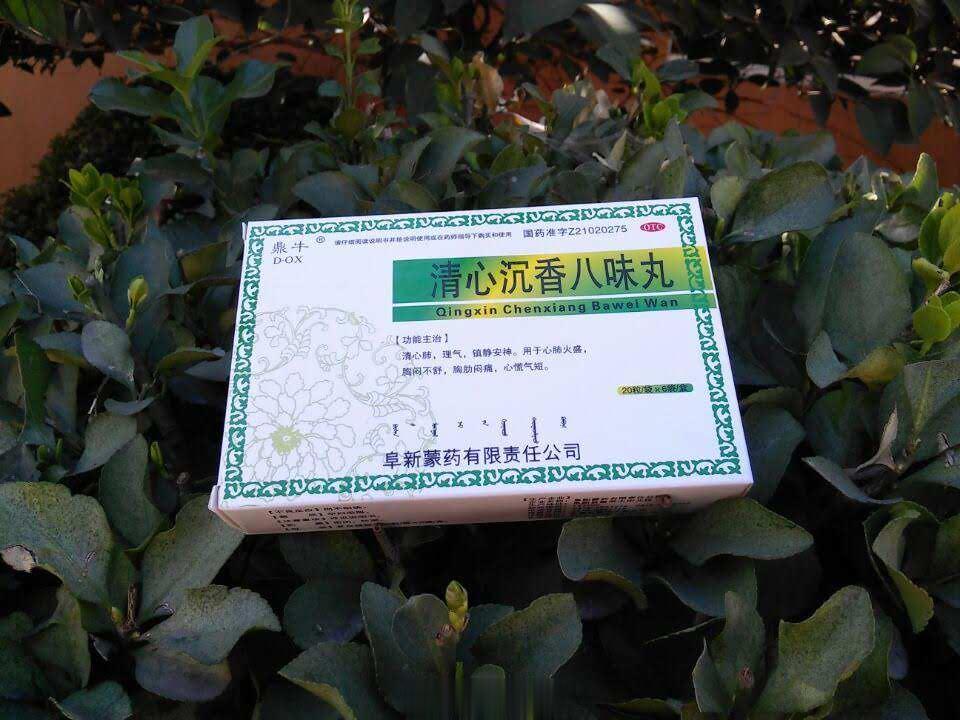 鼎牛®
D-OX
请仔细阅读说明书并按说明使用或在药师指导下购买和使用
国药准字Z21020275
OTC
清心沉香八味丸
Qingxin Chenxiang Bawei Wan
【功能主治】
清心肺，理气，镇静安神。用于心肺火盛，
胸闷不舒，胸肋闷痛，心慌气短。
20粒/袋×6袋/盒
阜新蒙药有限责任公司